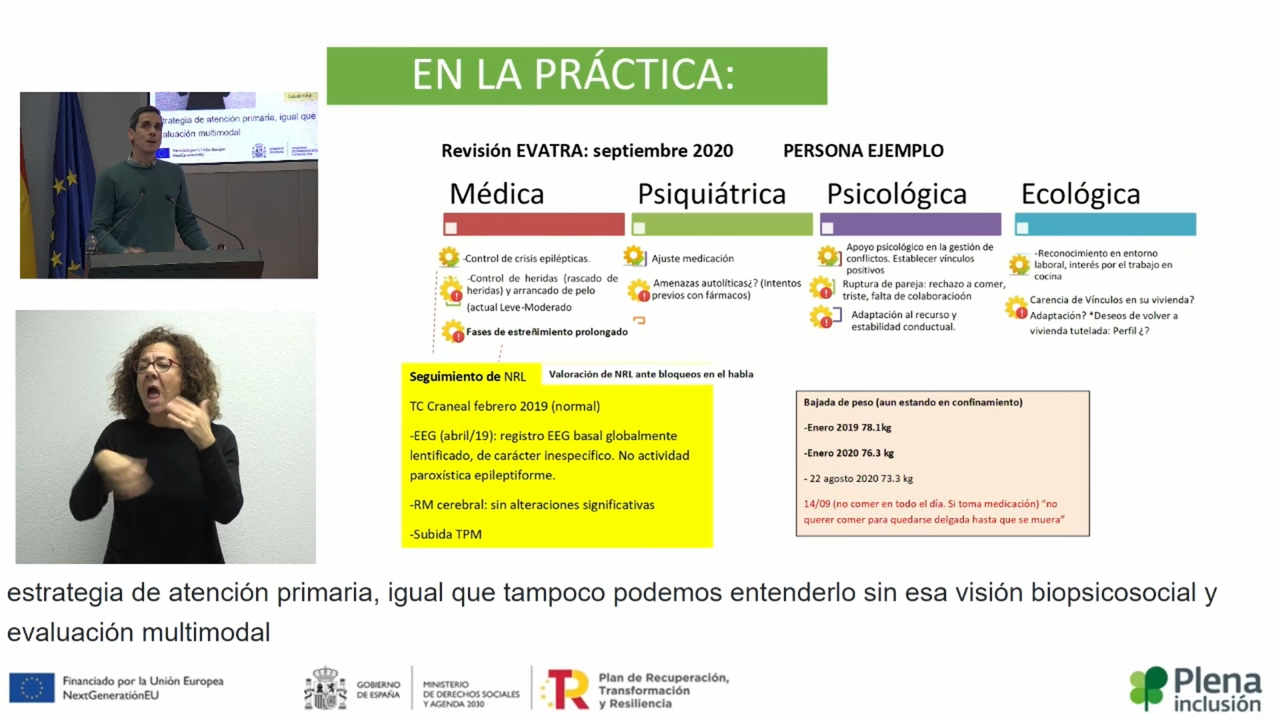 EN LA PRÁCTICA:
Revisión EVATRA: septiembre 2020
PERSONA EJEMPLO
Médica
-Control de crisis epilépticas.
-Control de heridas (rascado de
heridas) y arrancado de pelo
(actual Leve-Moderado
Fases de estreñimiento prolongado
Psiquiátrica
Ajuste medicación
Amenazas autolíticas¿? (Intentos
previos con fármacos)
Psicológica
Apoyo psicológico en la gestión de
conflictos. Establecer vínculos
positivos
Ruptura de pareja: rechazo a comer,
triste, falta de colaboración
Adaptación al recurso y
estabilidad conductual.
Ecológica
-Reconocimiento en entorno
laboral, interés por el trabajo en
cocina
Carencia de Vínculos en su vivienda?
Adaptación? *Deseos de volver a
vivienda tutelada: Perfil ¿?
Seguimiento de NRL
Valoración de NRL ante bloqueos en el habla
TC Craneal febrero 2019 (normal)
-EEG (abril/19): registro EEG basal globalmente
lentificado, de carácter inespecífico. No actividad
paroxística epileptiforme.
-RM cerebral: sin alteraciones significativas
-Subida TPM
Bajada de peso (aun estando en confinamiento)
-Enero 2019 78.1kg
-Enero 2020 76.3 kg
- 22 agosto 2020 73.3 kg
14/09 (no comer en todo el día. Si toma medicación) "no
querer comer para quedarse delgada hasta que se muera"
trategia de atención primaria, igual que
aluación multimodal
estrategia de atención primaria, igual que tampoco podemos entenderlo sin esa visión biopsicosocial y
evaluación multimodal
Financiado por la Unión Europea
NextGenerationEU
GOBIERNO
DE ESPAÑA
MINISTERIO
DE DERECHOS SOCIALES
Y AGENDA 2030
Plan de Recuperación,
Transformación
y Resiliencia
Plena
inclusión